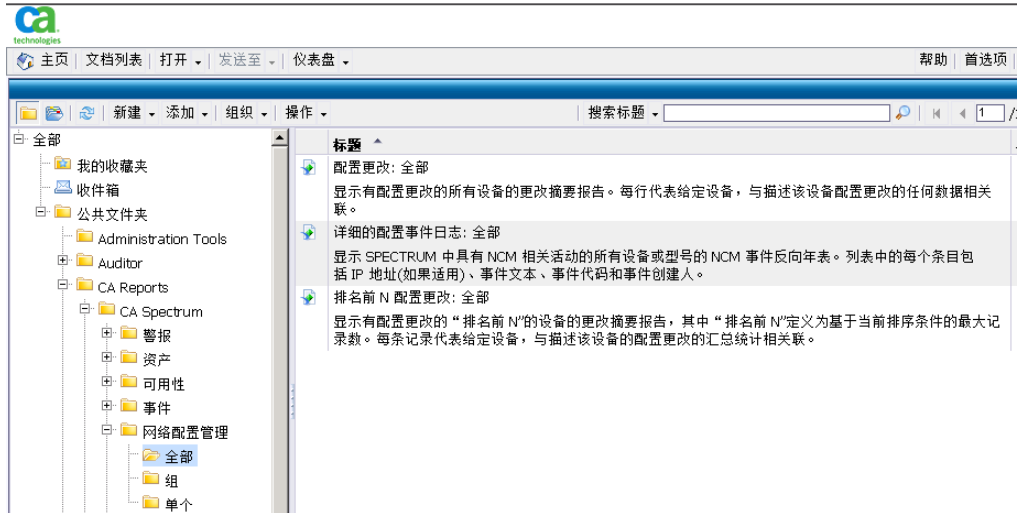 ca
technologies
主页 文档列表 打开 发送至 仪表盘 帮助 首选项
新建 添加 组织 操作 搜索标题 1 /
全部
我的收藏夹
收件箱
公共文件夹
Administration Tools
Auditor
CA Reports
CA Spectrum
警报
资产
可用性
事件
网络配置管理
全部
组
单个
标题
配置更改: 全部
显示有配置更改的所有设备的更改摘要报告。每行代表给定设备，与描述该设备配置更改的任何数据相关
联。
详细的配置事件日志: 全部
显示 SPECTRUM 中具有 NCM 相关活动的所有设备或型号的 NCM 事件反向年表。列表中的每个条目包
括 IP 地址(如果适用)、事件文本、事件代码和事件创建人。
排名前 N 配置更改: 全部
显示有配置更改的“排名前 N”的设备的更改摘要报告，其中“排名前 N”定义为基于当前排序条件的最大记
录数。每条记录代表给定设备，与描述该设备的配置更改的汇总统计相关联。